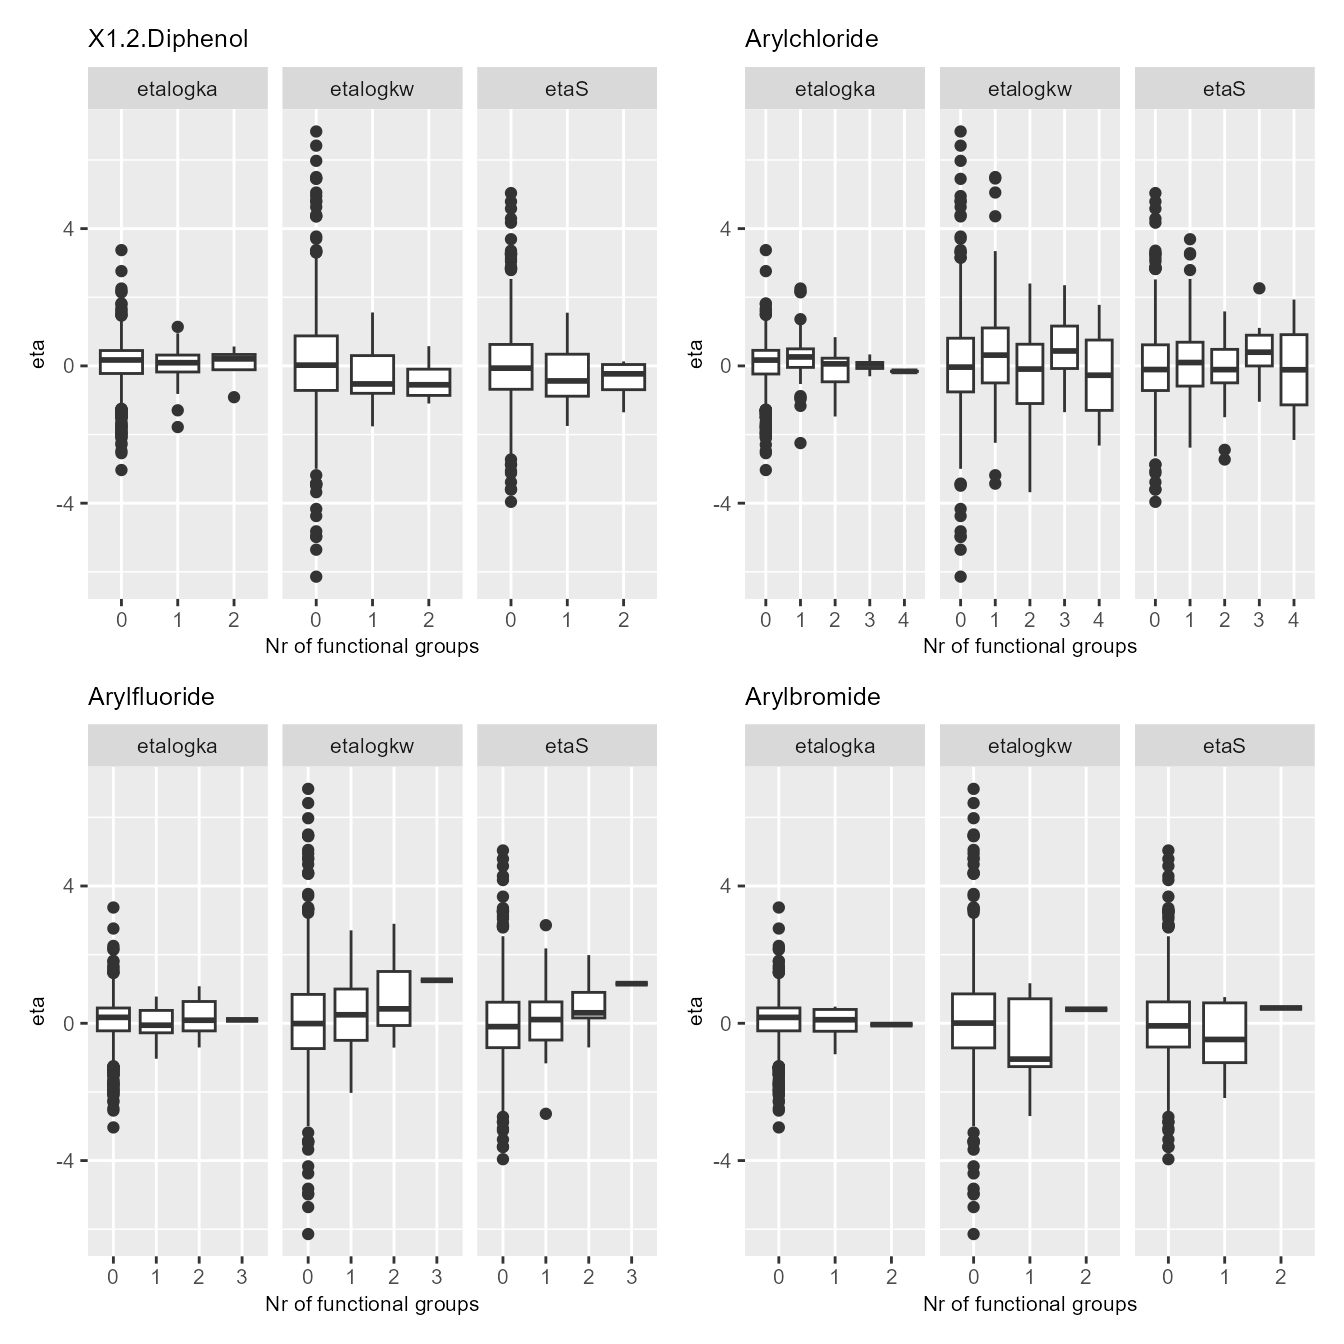 X1.2.Diphenol
etalogka etalogkw etaS
4
0
-4
eta
0 1 2 0 1 2 0 1 2
Nr of functional groups
Arylchloride
etalogka etalogkw etaS
4
0
-4
eta
0 1 2 3 4 0 1 2 3 4 0 1 2 3 4
Nr of functional groups
Arylfluoride
etalogka etalogkw etaS
4
0
-4
eta
0 1 2 3 0 1 2 3 0 1 2 3
Nr of functional groups
Arylbromide
etalogka etalogkw etaS
4
0
-4
eta
0 1 2 0 1 2 0 1 2
Nr of functional groups